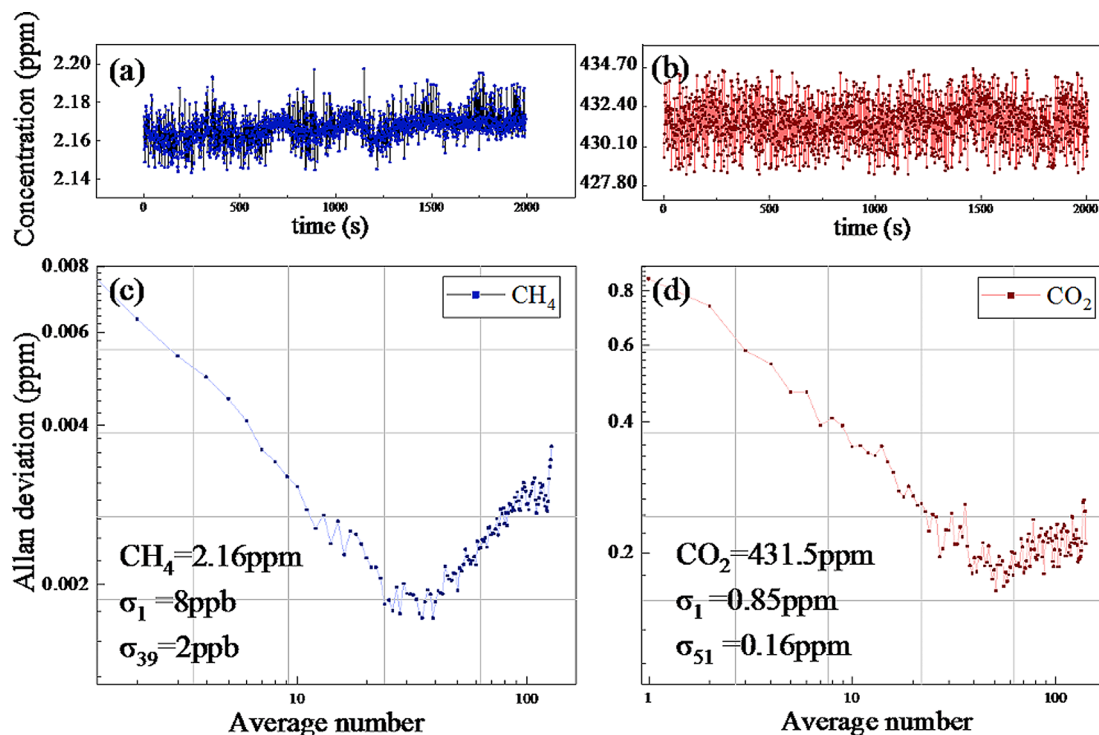 Concentration (ppm)
(a)
2.20
2.18
2.16
2.14
0
500
1000
1500
2000
time (s)
(b)
434.70
432.40
430.10
427.80
0
500
1000
1500
2000
time (s)
Allan deviation (ppm)
(c)
CH4
0.008
0.006
0.004
0.002
CH4=2.16ppm
σ1=8ppb
σ39=2ppb
10
100
Average number
(d)
CO2
0.8
0.6
0.4
0.2
CO2=431.5ppm
σ1=0.85ppm
σ51=0.16ppm
1
10
100
Average number